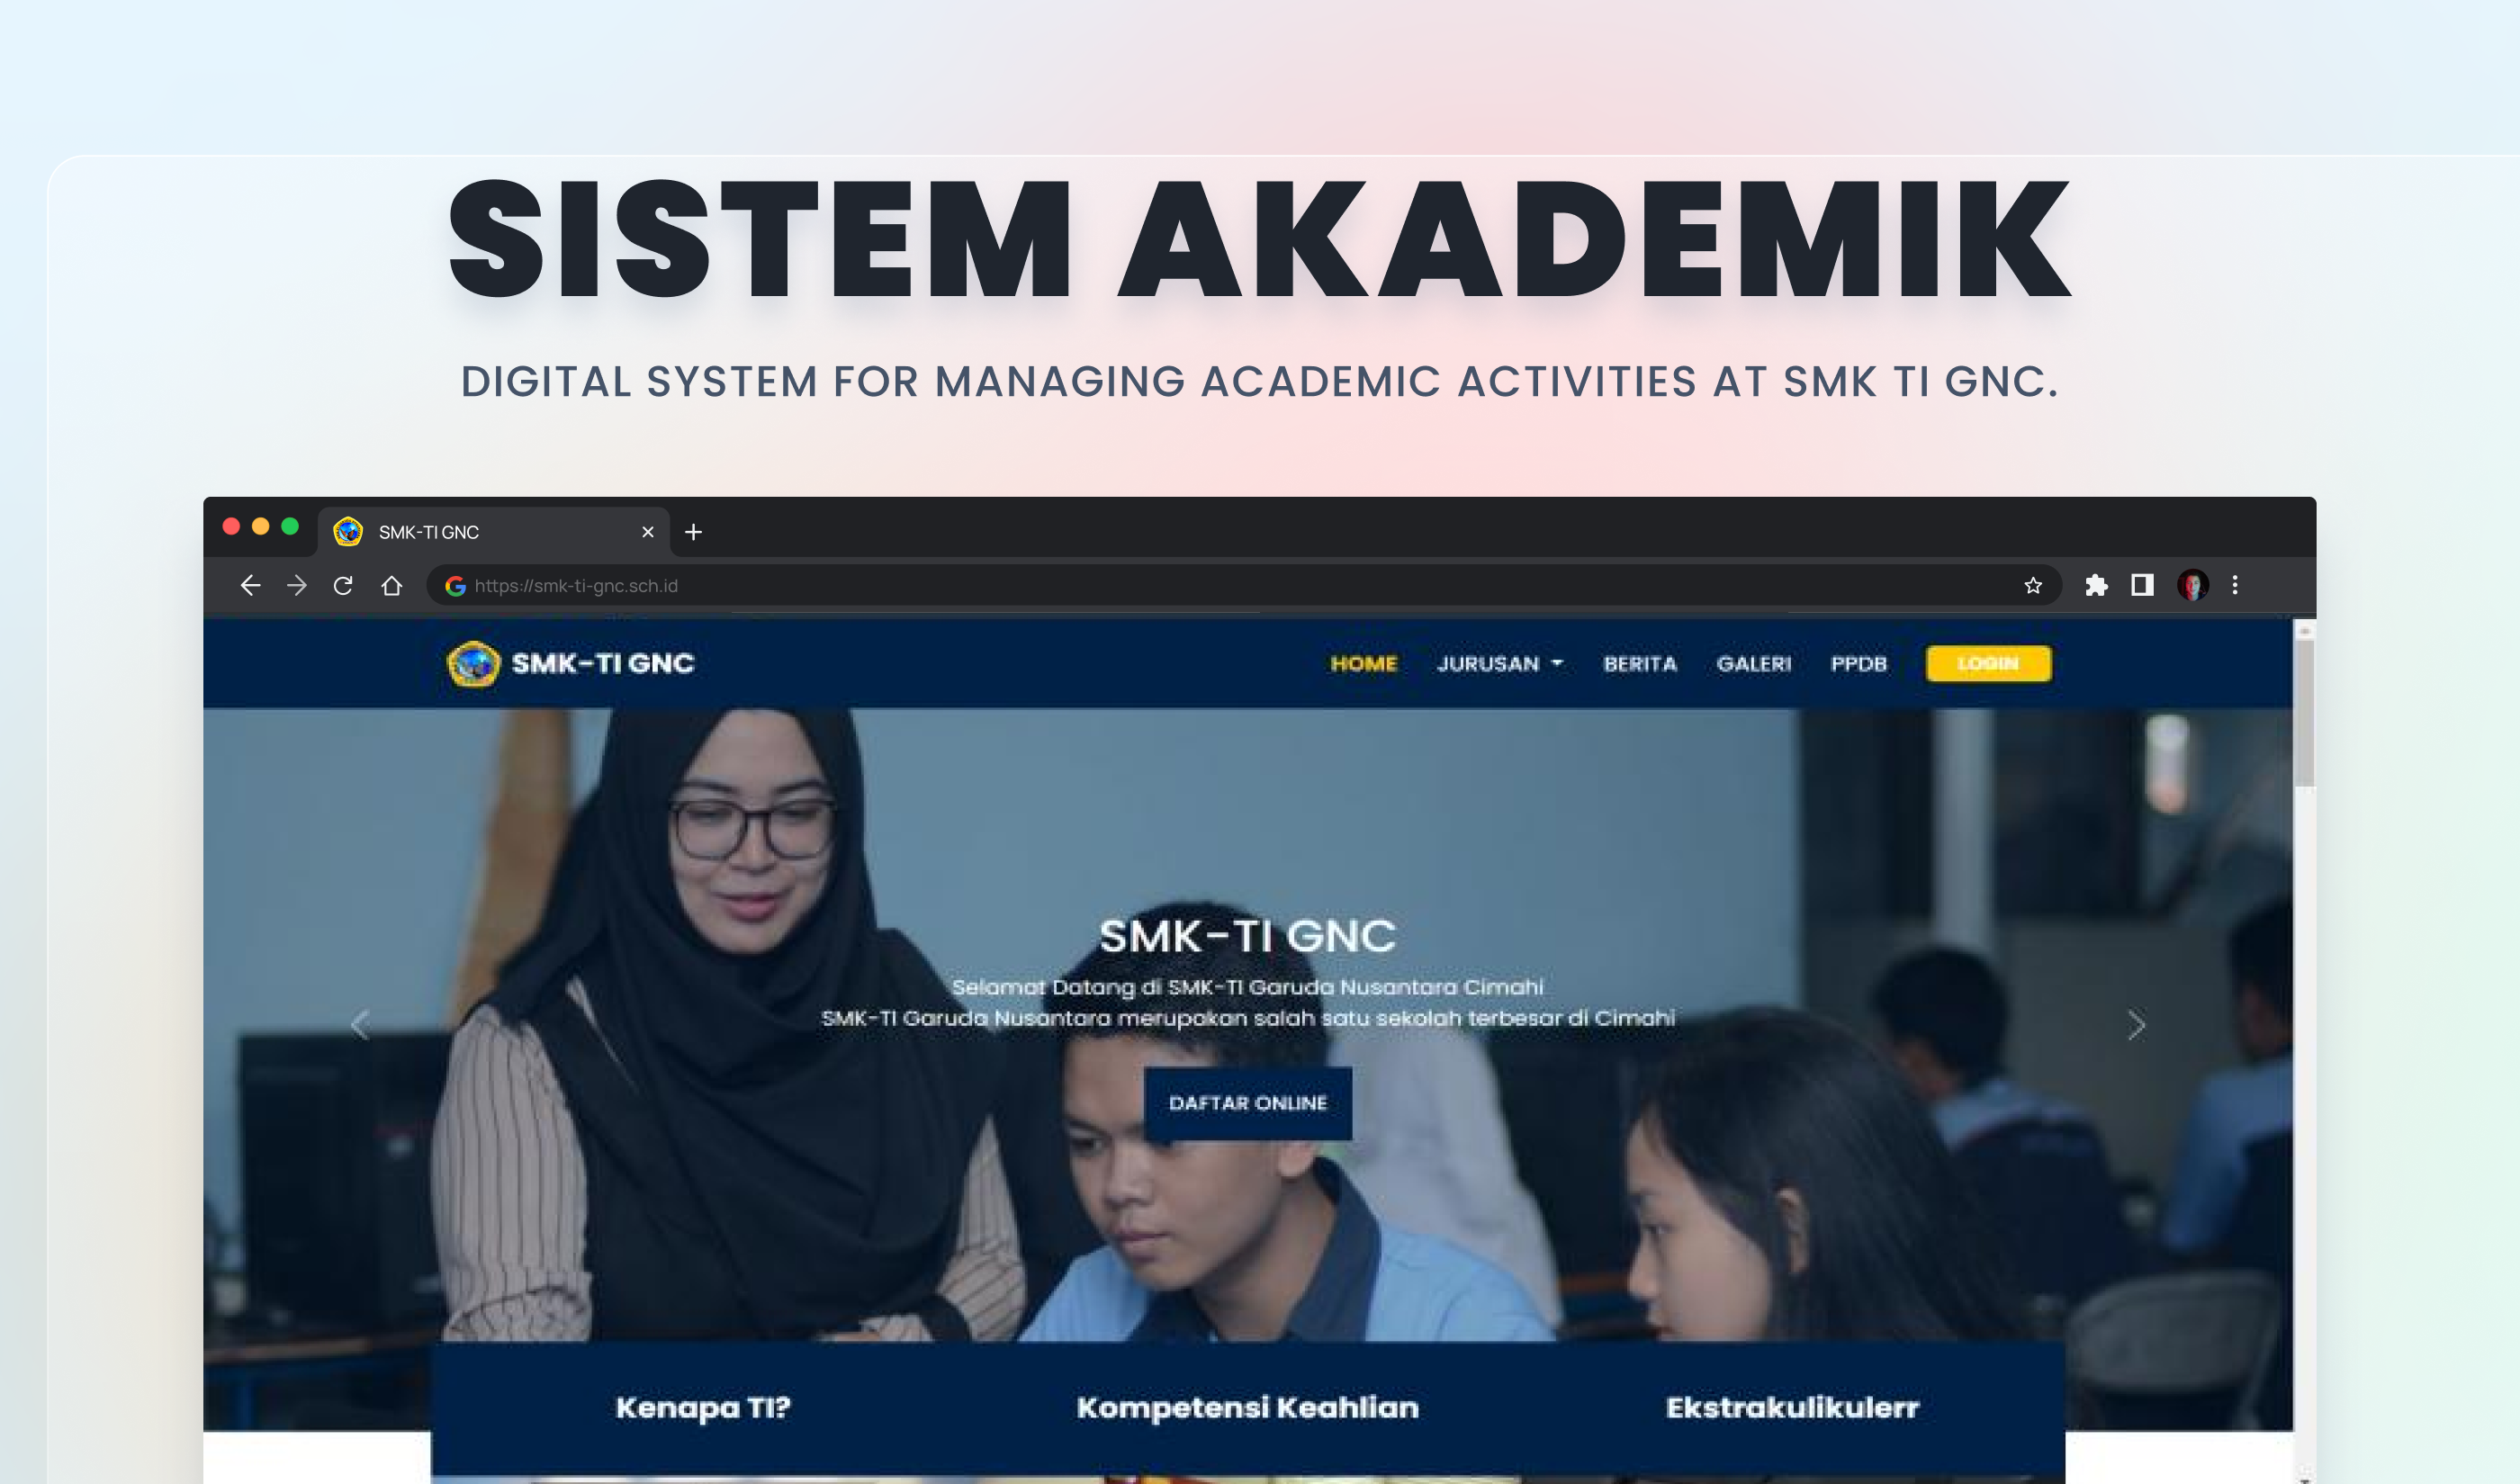 SISTEM AKADEMIK
DIGITAL SYSTEM FOR MANAGING ACADEMIC ACTIVITIES AT SMK TI GNC.
SMK-TI GNC
https://smk-ti-gnc.sch.id
SMK-TI GNC
HOME JURUSAN BERITA GALERI PPDB LOGIN
SMK-TI GNC
Selamat Datang di SMK-TI Garuda Nusantara Cimahi
SMK-TI Garuda Nusantara merupakan salah satu sekolah terbesar di Cimahi
DAFTAR ONLINE
Kenapa TI? Kompetensi Keahlian Ekstrakulikulerr